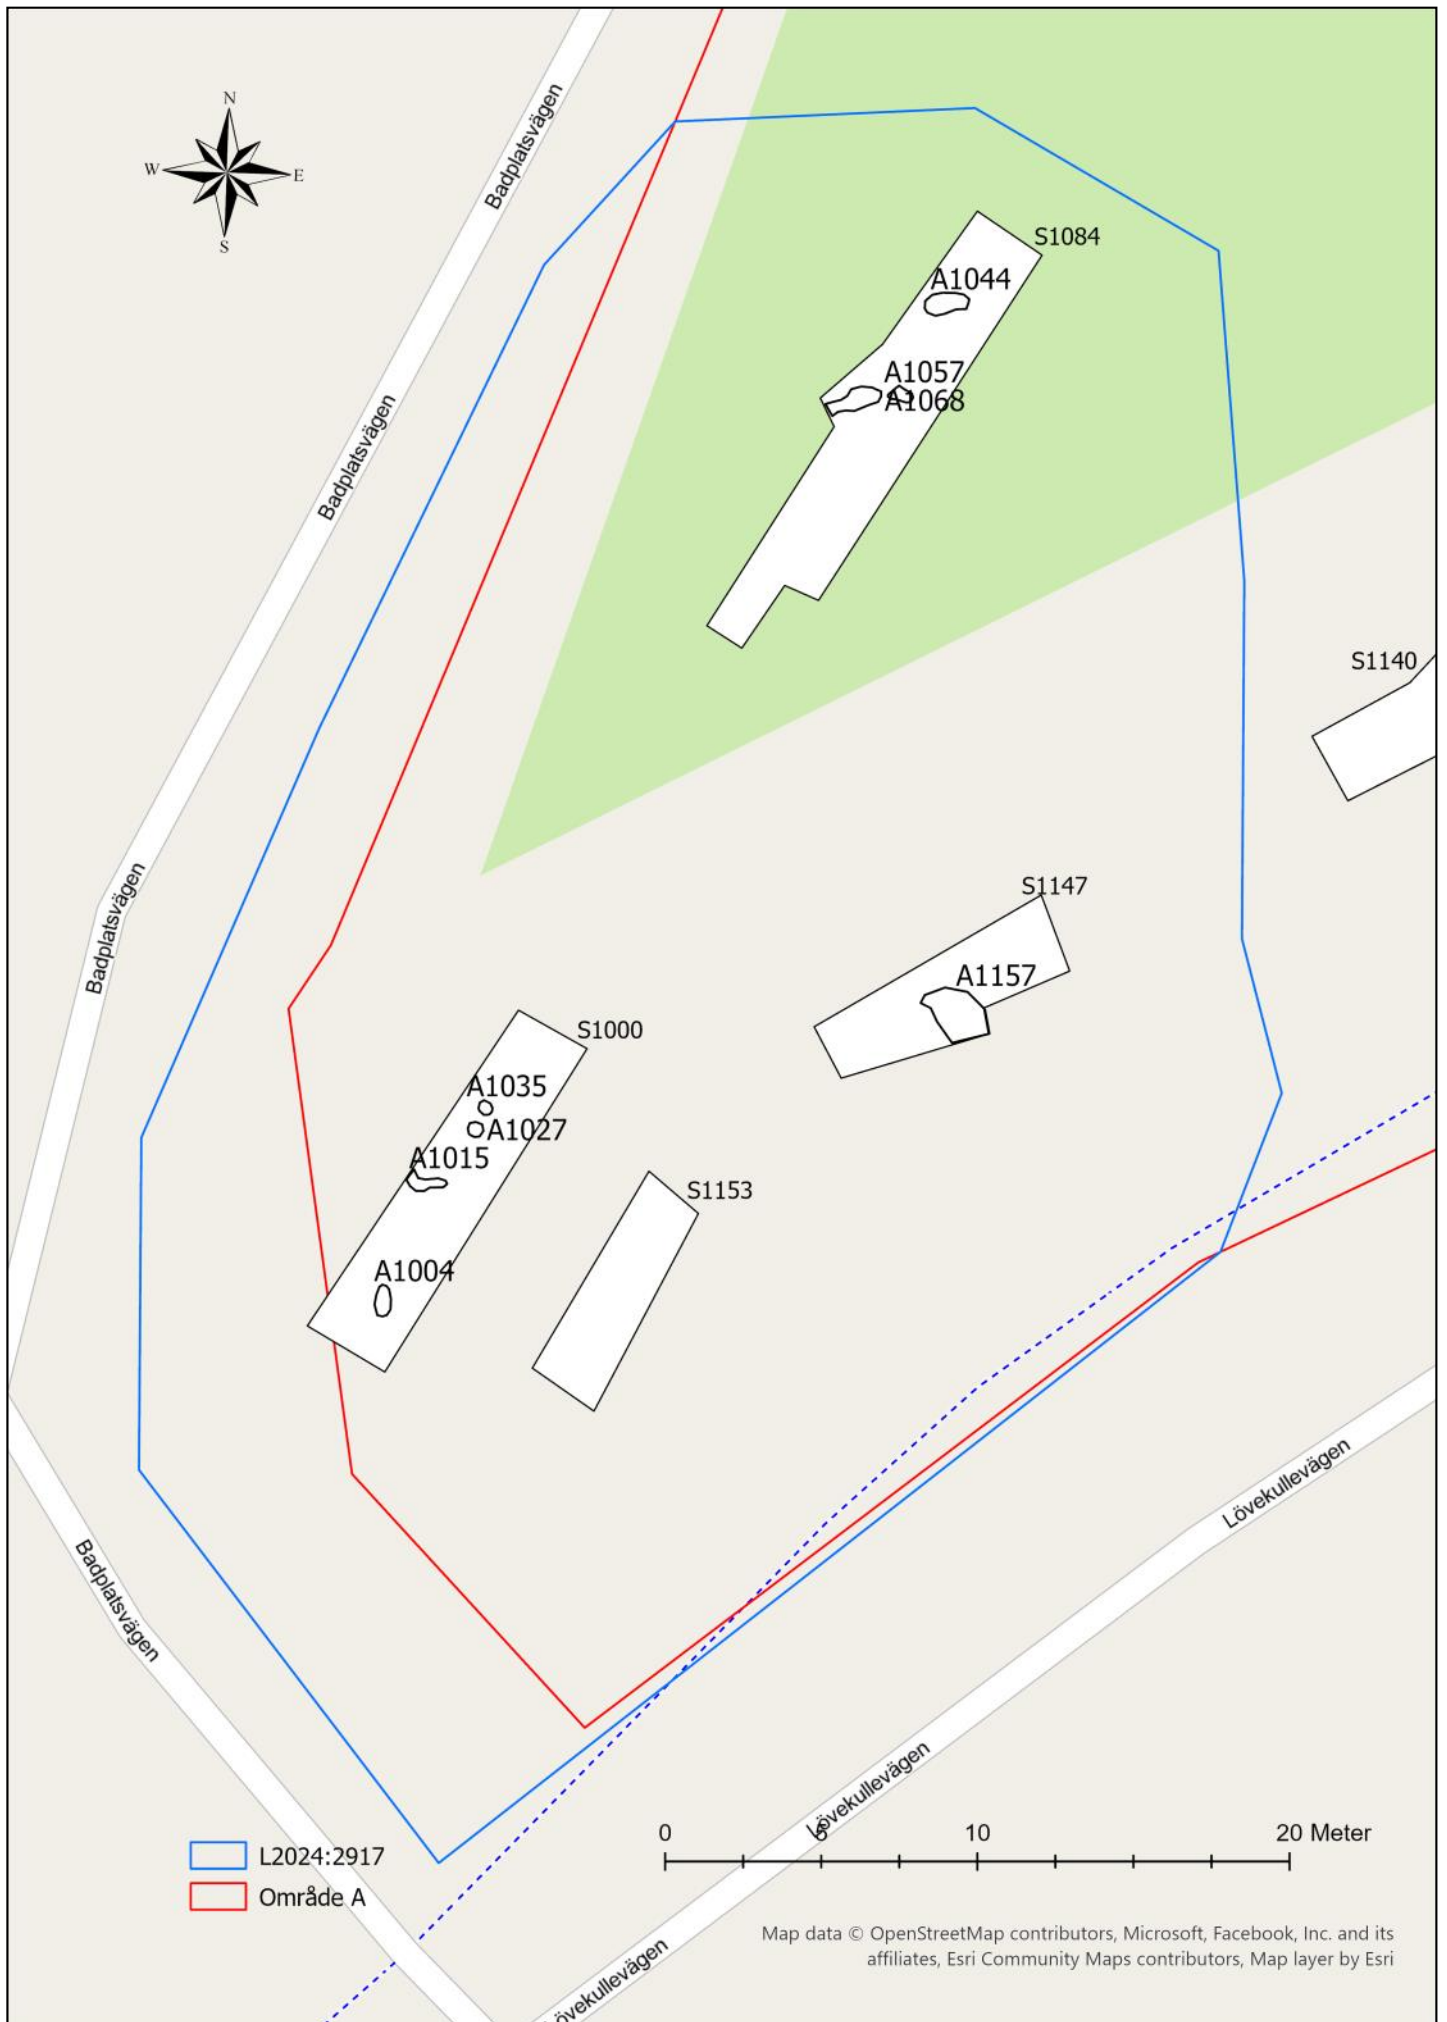 Badplatsvägen
N
W
E
S
S1084
A1044
Badplatsvägen
A1057
A1068
S1140
Badplatsvägen
S1147
A1157
S1000
A1035
A1027
A1015
S1153
A1004
Lövekullevägen
Badplatsvägen
Lövekullevägen
0 5 10 20 Meter
L2024:2917
Område A
Map data © OpenStreetMap contributors, Microsoft, Facebook, Inc. and its
affiliates, Esri Community Maps contributors, Map layer by Esri
övekullevägen